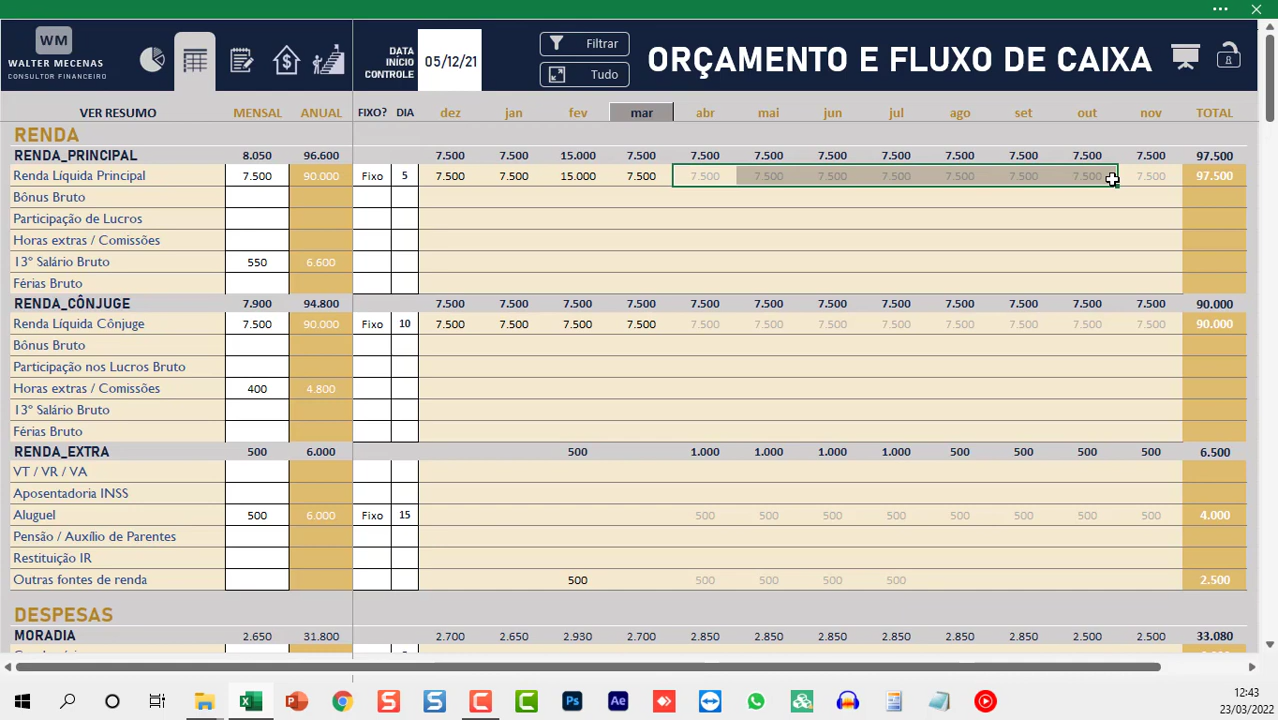 WM
WALTER MECENAS
CONSULTOR FINANCEIRO
DATA INÍCIO CONTROLE
05/12/21
Filtrar
Tudo
ORÇAMENTO E FLUXO DE CAIXA
VER RESUMO MENSAL ANUAL FIXO? DIA dez jan fev mar abr mai jun jul ago set out nov TOTAL
RENDA
RENDA_PRINCIPAL 8.050 96.600 7.500 7.500 15.000 7.500 7.500 7.500 7.500 7.500 7.500 7.500 7.500 7.500 97.500
Renda Líquida Principal 7.500 90.000 Fixo 5 7.500 7.500 15.000 7.500 7.500 7.500 7.500 7.500 7.500 7.500 7.500 7.500 97.500
Bônus Bruto
Participação de Lucros
Horas extras / Comissões
13º Salário Bruto 550 6.600
Férias Bruto
RENDA_CÔNJUGE 7.900 94.800 7.500 7.500 7.500 7.500 7.500 7.500 7.500 7.500 7.500 7.500 7.500 7.500 90.000
Renda Líquida Cônjuge 7.500 90.000 Fixo 10 7.500 7.500 7.500 7.500 7.500 7.500 7.500 7.500 7.500 7.500 7.500 7.500 90.000
Bônus Bruto
Participação nos Lucros Bruto
Horas extras / Comissões 400 4.800
13º Salário Bruto
Férias Bruto
RENDA_EXTRA 500 6.000 500 1.000 1.000 1.000 1.000 500 500 500 500 6.500
VT / VR / VA
Aposentadoria INSS
Aluguel 500 6.000 Fixo 15 500 500 500 500 500 500 500 500 4.000
Pensão / Auxílio de Parentes
Restituição IR
Outras fontes de renda 500 500 500 500 500 2.500
DESPESAS
MORADIA 2.650 31.800 2.700 2.650 2.930 2.700 2.850 2.850 2.850 2.850 2.850 2.850 2.500 2.500 33.080
12:43
23/03/2022